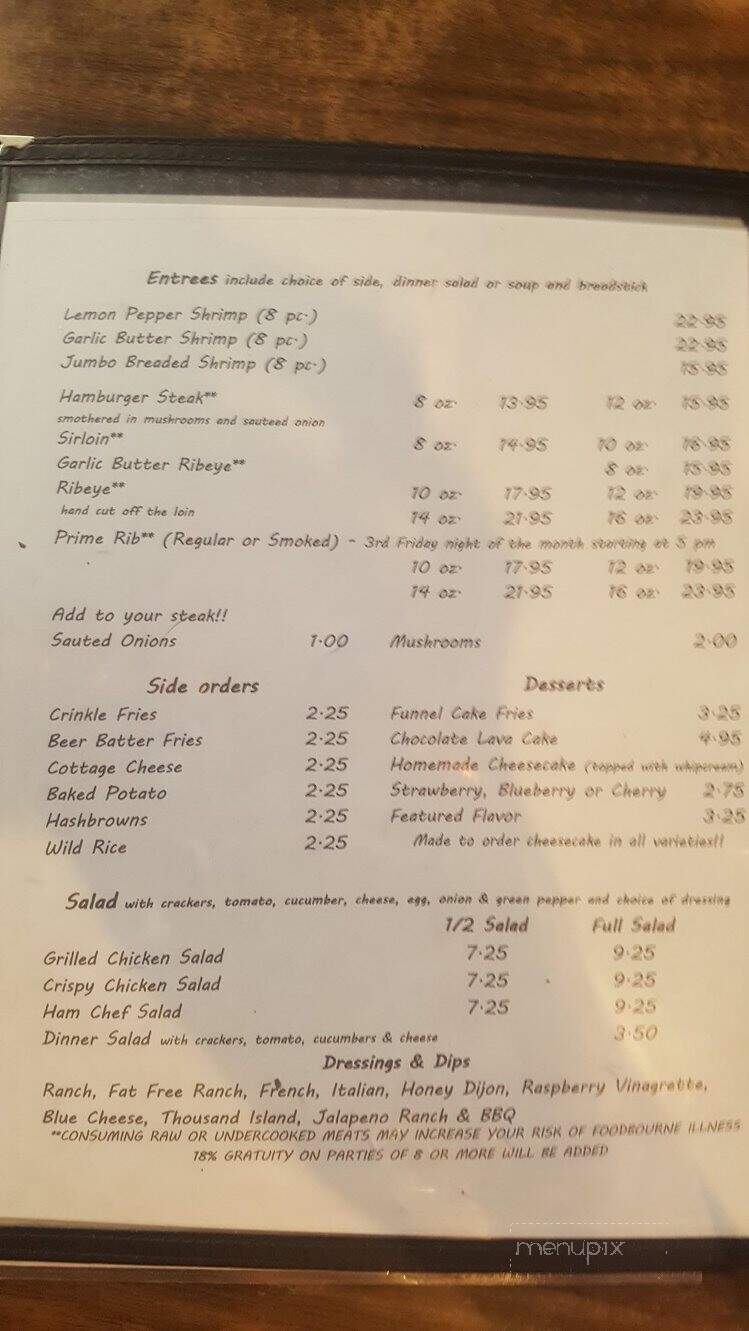 Entrees include choice of side, dinner salad or soup and breadstick
Lemon Pepper Shrimp (8 pc.) 22.95
Garlic Butter Shrimp (8 pc.) 22.95
Jumbo Breaded Shrimp (8 pc.) 15.95
Hamburger Steak** 8 oz. 13.95 12 oz. 15.95
smothered in mushrooms and sauteed onion
Sirloin** 8 oz. 14.95 10 oz. 16.95
Garlic Butter Ribeye** 8 oz. 15.95
Ribeye** 10 oz. 17.95 12 oz. 19.95
hand cut off the loin 14 oz. 21.95 16 oz. 23.95
Prime Rib** (Regular or Smoked) - 3rd Friday night of the month starting at 5 pm
10 oz. 17.95 12 oz. 19.95
14 oz. 21.95 16 oz. 23.95
Add to your steak!!
Sauted Onions 1.00 Mushrooms 2.00
Side orders Desserts
Crinkle Fries 2.25 Funnel Cake Fries 3.25
Beer Batter Fries 2.25 Chocolate Lava Cake 4.95
Cottage Cheese 2.25 Homemade Cheesecake (topped with whipcream)
Baked Potato 2.25 Strawberry, Blueberry or Cherry 2.75
Hashbrowns 2.25 Featured Flavor 3.25
Wild Rice 2.25 Made to order cheesecake in all varieties!!
Salad with crackers, tomato, cucumber, cheese, egg, onion & green pepper and choice of dressing
1/2 Salad Full Salad
Grilled Chicken Salad 7.25 9.25
Crispy Chicken Salad 7.25 9.25
Ham Chef Salad 7.25 9.25
Dinner Salad with crackers, tomato, cucumbers & cheese 3.50
Dressings & Dips
Ranch, Fat Free Ranch, French, Italian, Honey Dijon, Raspberry Vinagrette,
Blue Cheese, Thousand Island, Jalapeno Ranch & BBQ
**CONSUMING RAW OR UNDERCOOKED MEATS MAY INCREASE YOUR RISK OF FOODBOURNE ILLNESS
18% GRATUITY ON PARTIES OF 8 OR MORE WILL BE ADDED
menupix